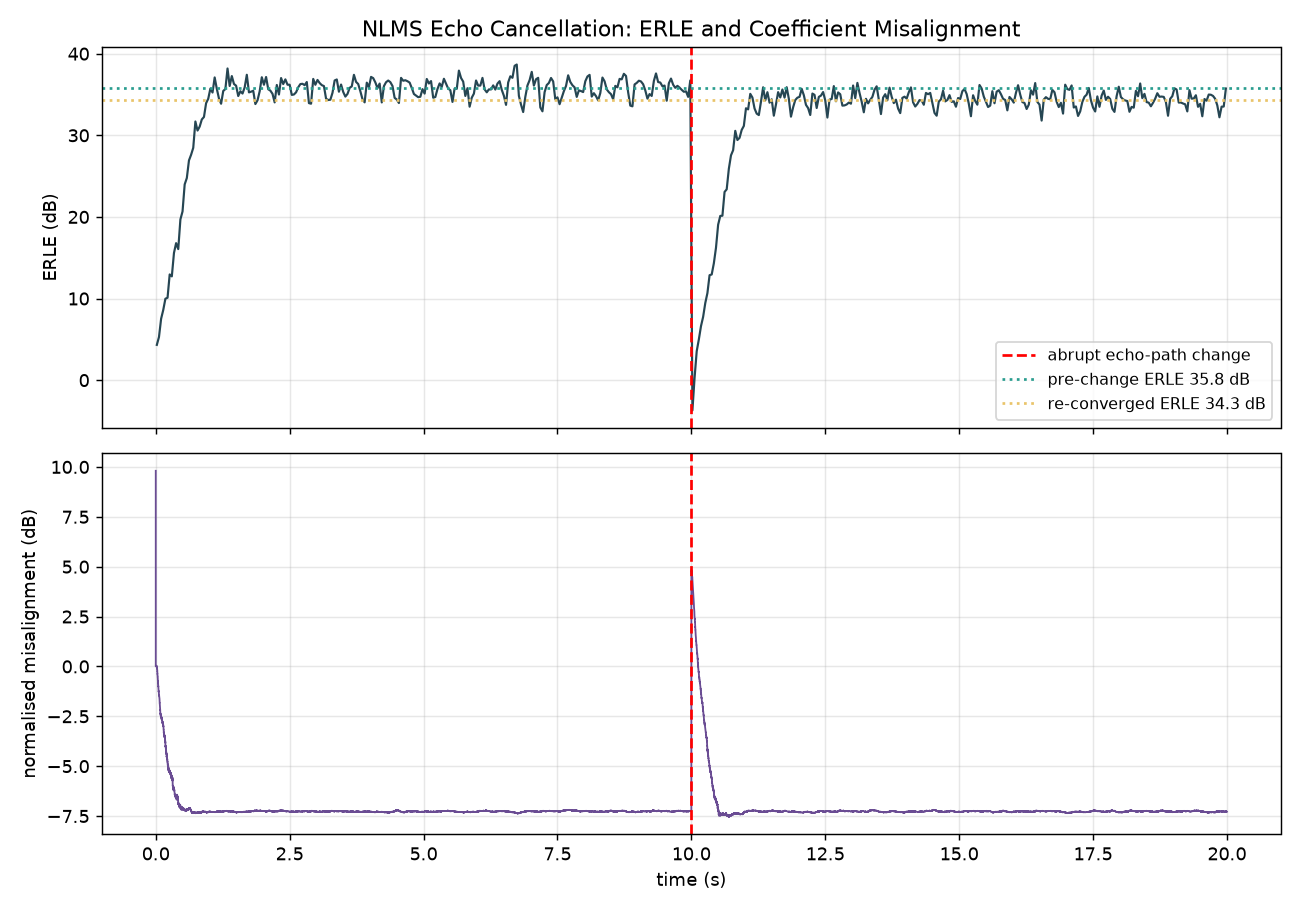 NLMS Echo Cancellation: ERLE and Coefficient Misalignment
40
30
20
10
0
ERLE (dB)
abrupt echo-path change
pre-change ERLE 35.8 dB
re-converged ERLE 34.3 dB
10.0
7.5
5.0
2.5
0.0
−2.5
−5.0
−7.5
normalised misalignment (dB)
0.0 2.5 5.0 7.5 10.0 12.5 15.0 17.5 20.0
time (s)